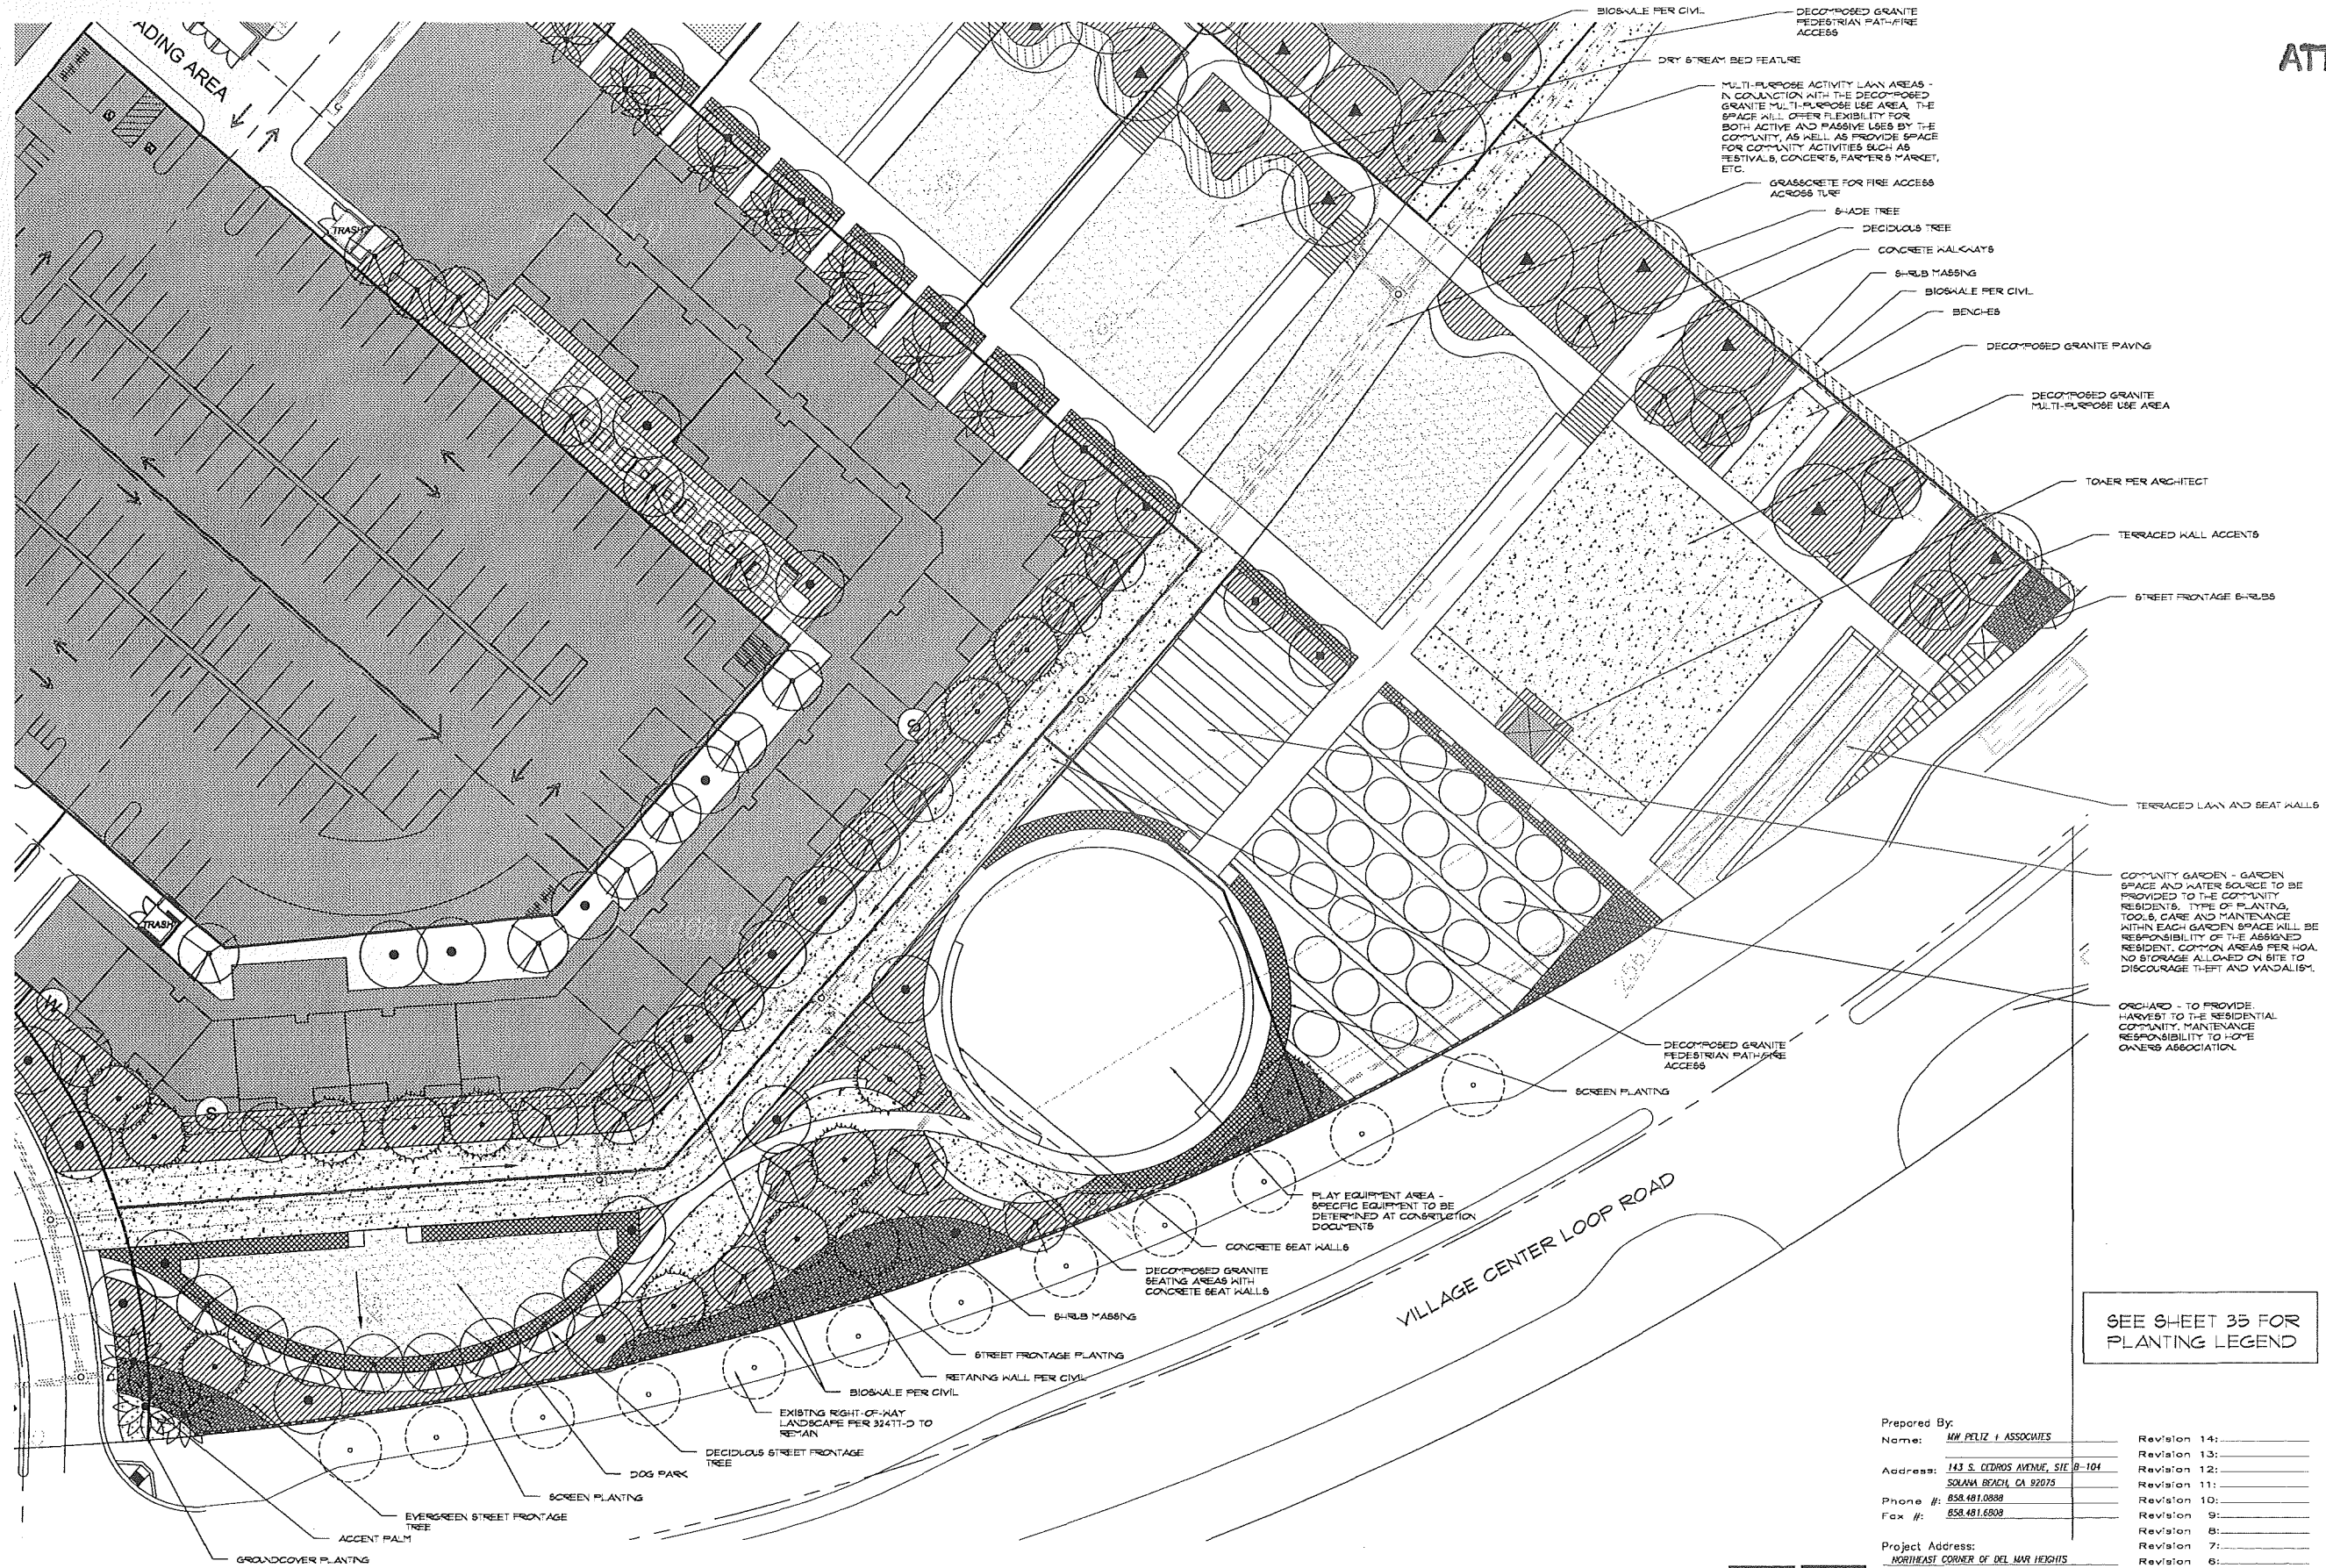 ADING AREA
ATT
BIOSWALE PER CIVIL
DECOMPOSED GRANITE
PEDESTRIAN PATH/FIRE
ACCESS
DRY STREAM BED FEATURE
MULTI-PURPOSE ACTIVITY LAWN AREAS -
IN CONJUNCTION WITH THE DECOMPOSED
GRANITE MULTI-PURPOSE USE AREA, THE
SPACE WILL OFFER FLEXIBILITY FOR
BOTH ACTIVE AND PASSIVE USES BY THE
COMMUNITY, AS WELL AS PROVIDE SPACE
FOR COMMUNITY ACTIVITIES SUCH AS
FESTIVALS, CONCERTS, FARMERS MARKET,
ETC.
GRASSCRETE FOR FIRE ACCESS
ACROSS TURF
SHADE TREE
DECIDUOUS TREE
CONCRETE WALKWAYS
SHRUB MASSING
BIOSWALE PER CIVIL
BENCHES
DECOMPOSED GRANITE PAVING
DECOMPOSED GRANITE
MULTI-PURPOSE USE AREA
TOWER PER ARCHITECT
TERRACED WALL ACCENTS
STREET FRONTAGE SHRUBS
TERRACED LAWN AND SEAT WALLS
COMMUNITY GARDEN - GARDEN
SPACE AND WATER SOURCE TO BE
PROVIDED TO THE COMMUNITY
RESIDENTS. TYPE OF PLANTING,
TOOLS, CARE AND MAINTENANCE
WITHIN EACH GARDEN SPACE WILL BE
RESPONSIBILITY OF THE ASSIGNED
RESIDENT. COMMON AREAS PER HOA.
NO STORAGE ALLOWED ON SITE TO
DISCOURAGE THEFT AND VANDALISM.
ORCHARD - TO PROVIDE
HARVEST TO THE RESIDENTIAL
COMMUNITY. MAINTENANCE
RESPONSIBILITY TO HOME
OWNERS ASSOCIATION.
DECOMPOSED GRANITE
PEDESTRIAN PATH/FIRE
ACCESS
SCREEN PLANTING
PLAY EQUIPMENT AREA -
SPECIFIC EQUIPMENT TO BE
DETERMINED AT CONSRTUCTION
DOCUMENTS
CONCRETE SEAT WALLS
DECOMPOSED GRANITE
SEATING AREAS WITH
CONCRETE SEAT WALLS
SHRUB MASSING
STREET FRONTAGE PLANTING
RETAINING WALL PER CIVIL
BIOSWALE PER CIVIL
EXISTING RIGHT-OF-WAY
LANDSCAPE PER 32477-D TO
REMAIN
DECIDUOUS STREET FRONTAGE
TREE
DOG PARK
SCREEN PLANTING
EVERGREEN STREET FRONTAGE
TREE
ACCENT PALM
GROUNDCOVER PLANTING
TRASH
TRASH
W
S
S
VILLAGE CENTER LOOP ROAD
SEE SHEET 35 FOR
PLANTING LEGEND
Prepared By:
Name: MW PELTZ + ASSOCIATES
Address: 143 S. CEDROS AVENUE, STE B-104
SOLANA BEACH, CA 92075
Phone #: 858.481.0888
Fax #: 858.481.6808
Project Address:
NORTHEAST CORNER OF DEL MAR HEIGHTS
Revision 14:
Revision 13:
Revision 12:
Revision 11:
Revision 10:
Revision 9:
Revision 8:
Revision 7:
Revision 6: